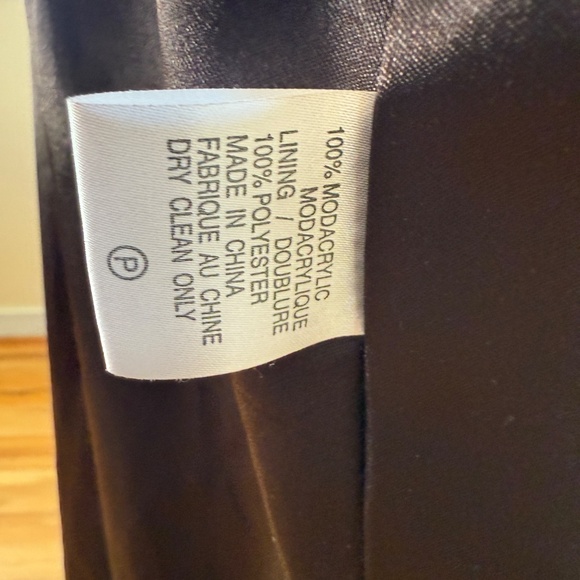 100% MODACRYLIC
MODACRYLIQUE
LINING / DOUBLURE
100% POLYESTER
MADE IN CHINA
FABRIQUE AU CHINE
DRY CLEAN ONLY
P